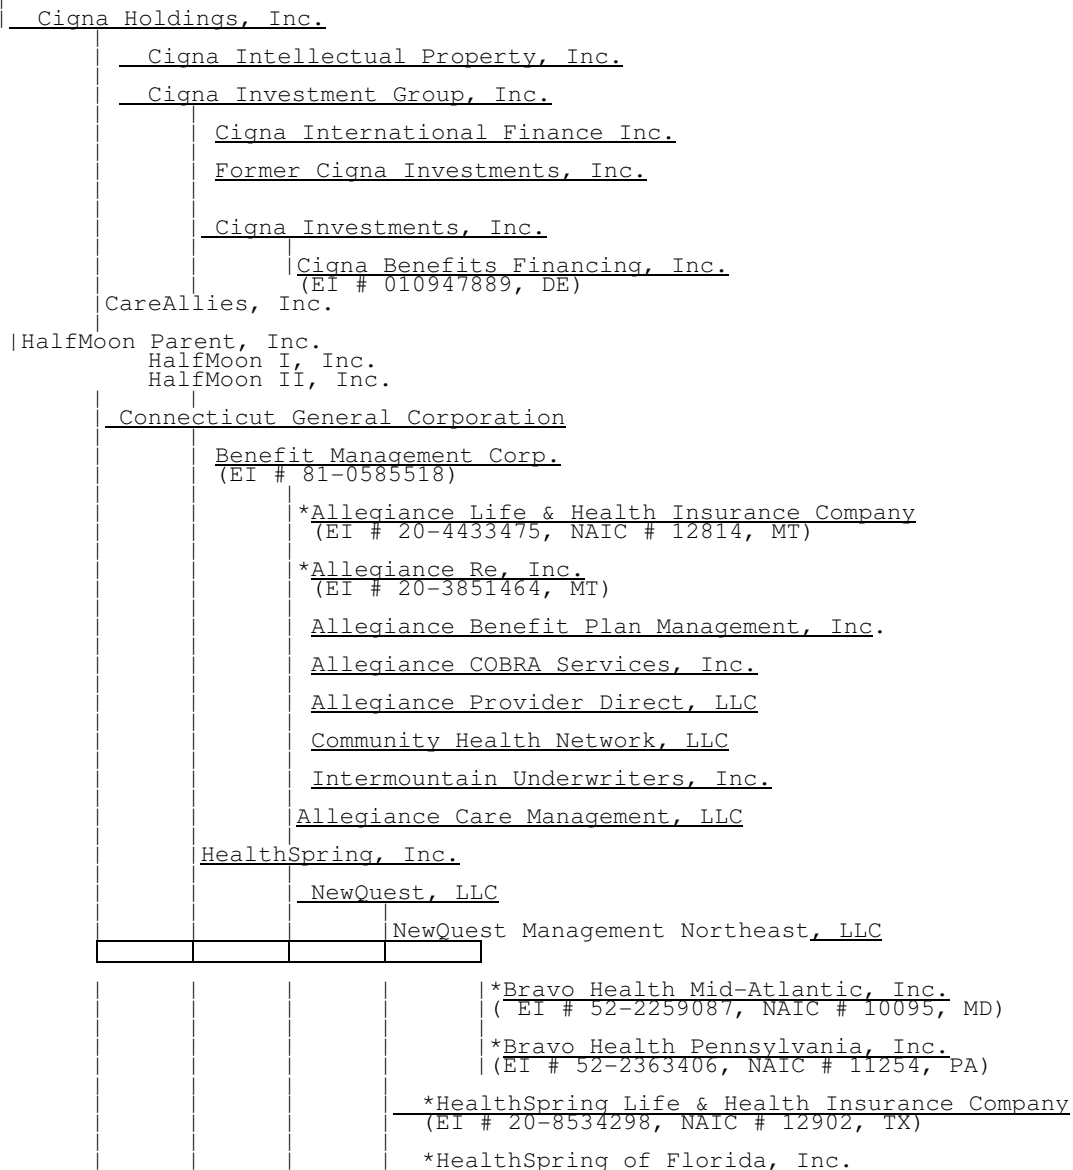 Cigna Holdings, Inc.
Cigna Intellectual Property, Inc.
Cigna Investment Group, Inc.
Cigna International Finance Inc.
Former Cigna Investments, Inc.
Cigna Investments, Inc.
Cigna Benefits Financing, Inc.
(EI # 010947889, DE)
CareAllies, Inc.
HalfMoon Parent, Inc.
HalfMoon I, Inc.
HalfMoon II, Inc.
Connecticut General Corporation
Benefit Management Corp.
(EI # 81-0585518)
*Allegiance Life & Health Insurance Company
(EI # 20-4433475, NAIC # 12814, MT)
*Allegiance Re, Inc.
(EI # 20-3851464, MT)
Allegiance Benefit Plan Management, Inc.
Allegiance COBRA Services, Inc.
Allegiance Provider Direct, LLC
Community Health Network, LLC
Intermountain Underwriters, Inc.
Allegiance Care Management, LLC
HealthSpring, Inc.
NewQuest, LLC
NewQuest Management Northeast, LLC
*Bravo Health Mid-Atlantic, Inc.
( EI # 52-2259087, NAIC # 10095, MD)
*Bravo Health Pennsylvania, Inc.
(EI # 52-2363406, NAIC # 11254, PA)
*HealthSpring Life & Health Insurance Company
(EI # 20-8534298, NAIC # 12902, TX)
*HealthSpring of Florida, Inc.